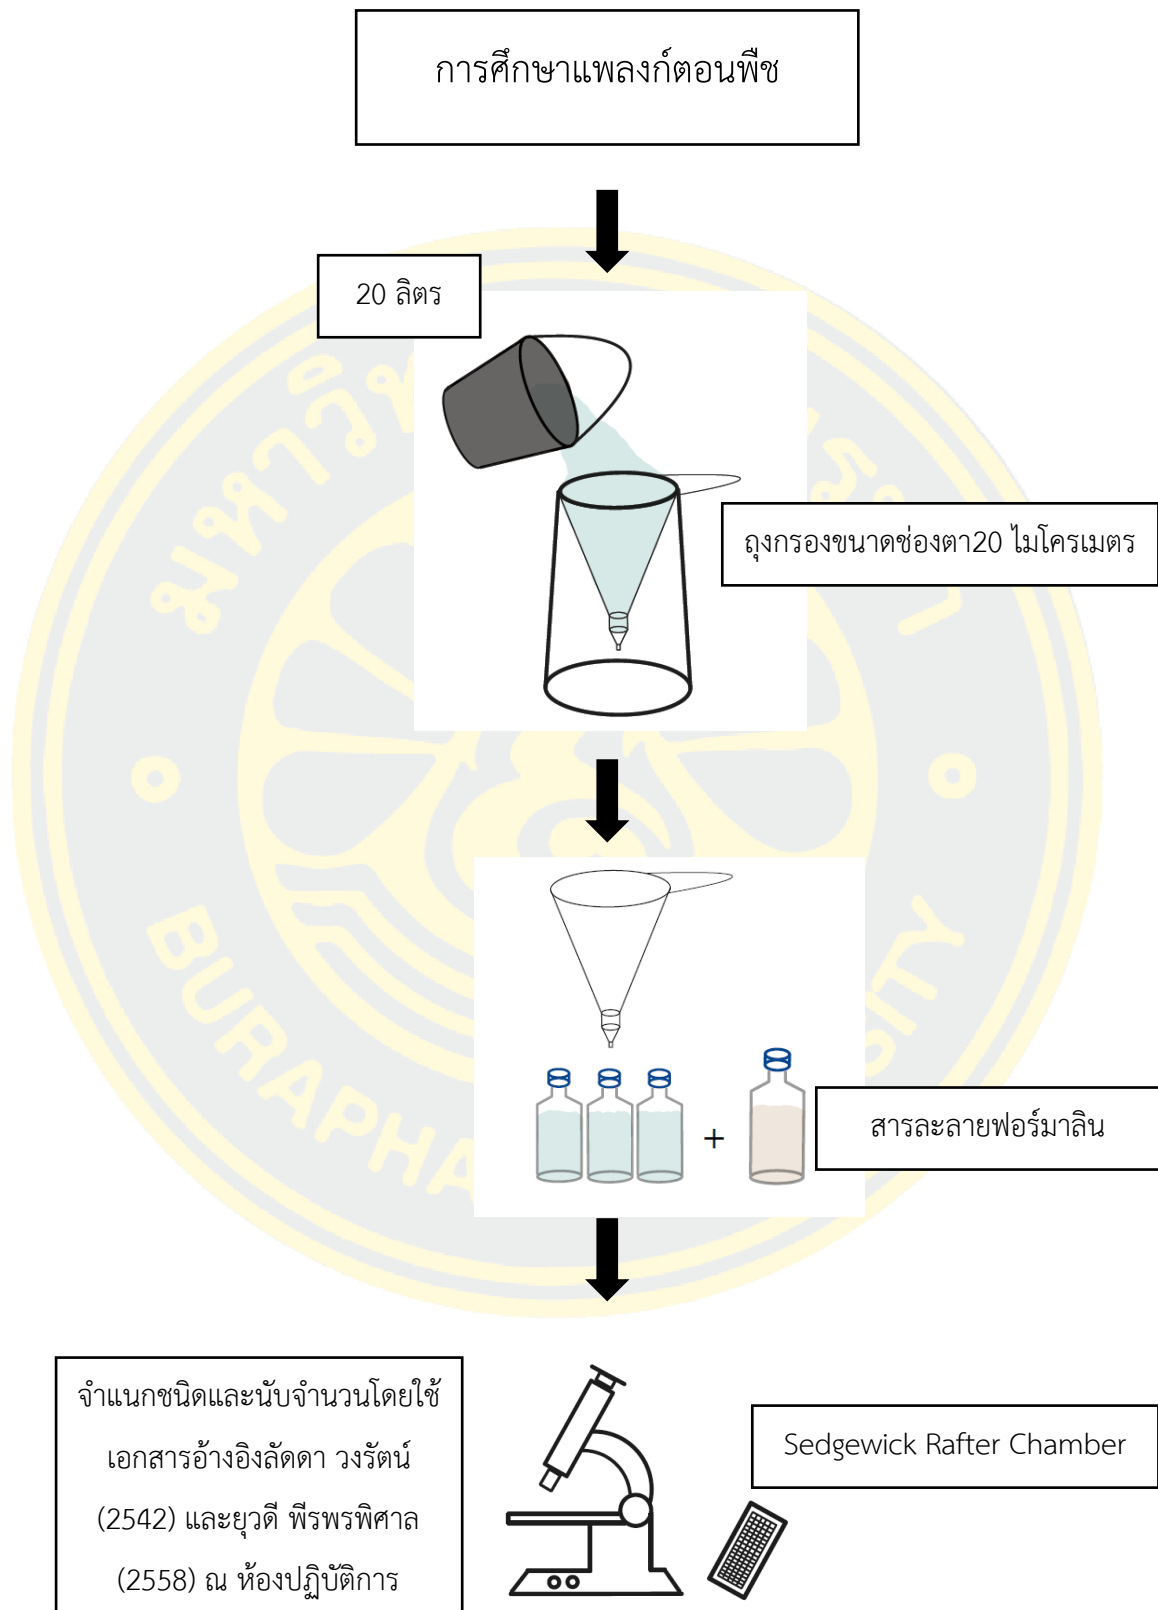 การศึกษาแพลงก์ตอนพืช
20 ลิตร
ถุงกรองขนาดช่องตา20 ไมโครเมตร
+
สารละลายฟอร์มาลิน
จำแนกชนิดและนับจำนวนโดยใช้
เอกสารอ้างอิงลัดดา วงรัตน์
(2542) และยุวดี พีรพรพิศาล
(2558) ณ ห้องปฏิบัติการ
Sedgewick Rafter Chamber
BURAPHA